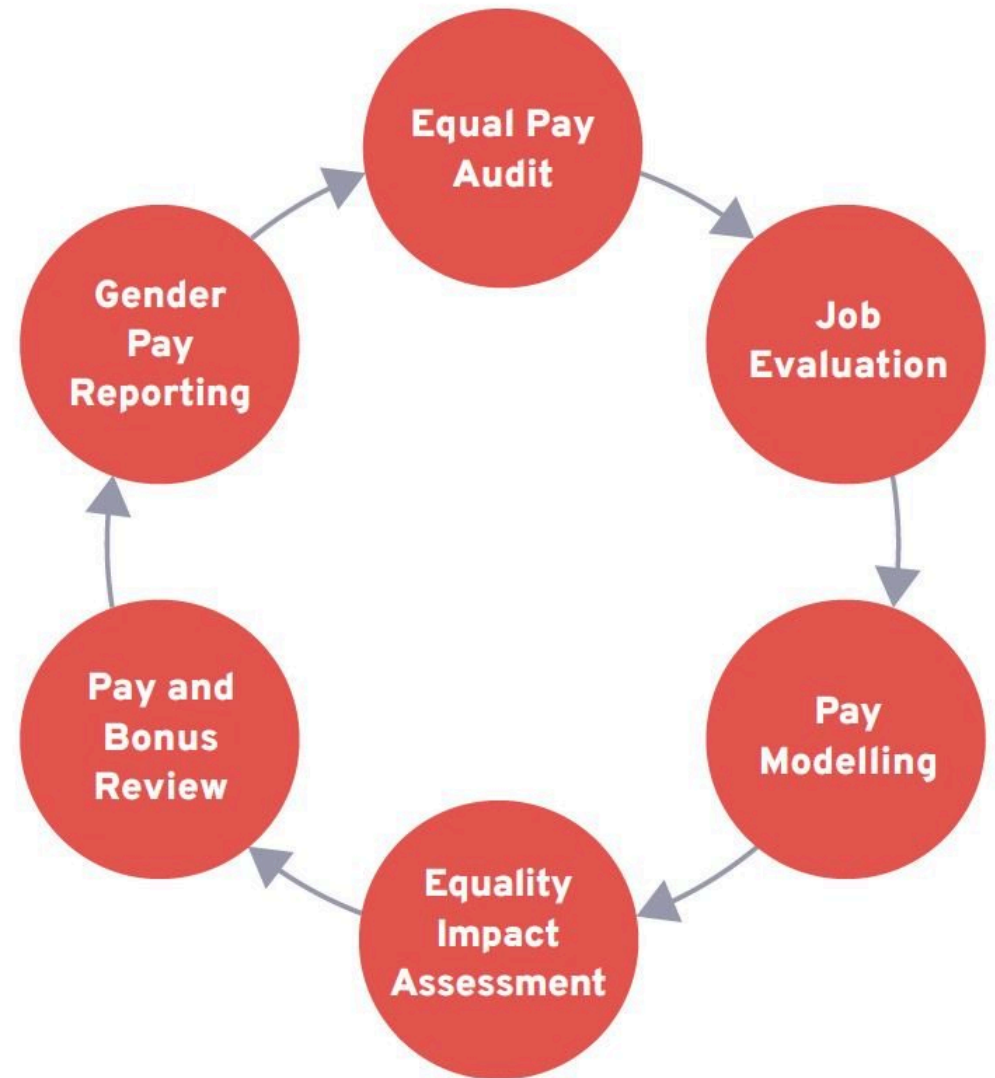 Equal Pay
Audit
Job
Evaluation
Pay
Modelling
Equality
Impact
Assessment
Pay and
Bonus
Review
Gender
Pay
Reporting